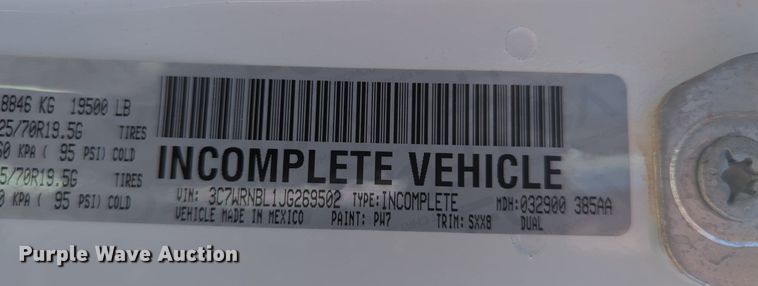 8846 KG 19500 LB
25/70R19.5G TIRES
60 KPA ( 95 PSI) COLD
5/70R19.5G TIRES
0 KPA ( 95 PSI) COLD
INCOMPLETE VEHICLE
VIN: 3C7WRNBL1JG269502 TYPE: INCOMPLETE MDH: 032900 385AA
VEHICLE MADE IN MEXICO PAINT: PW7 TRIM: SXX8 DUAL
Purple Wave Auction